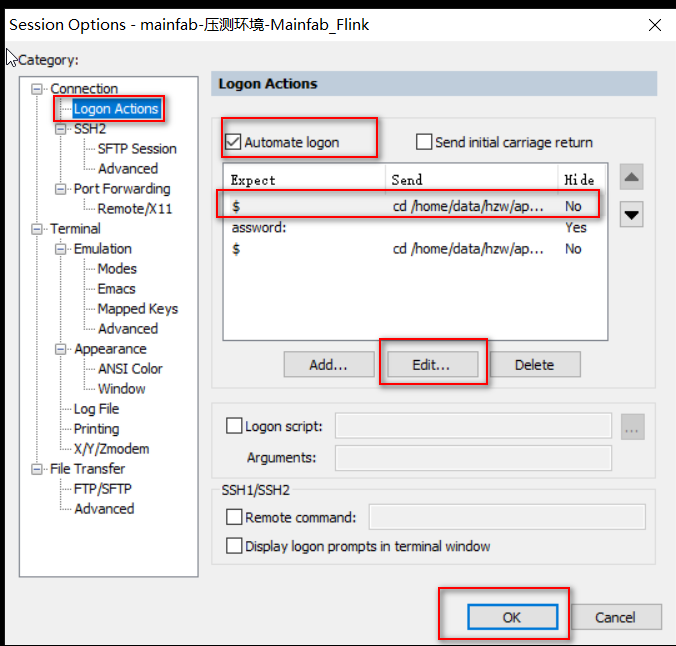 Session Options - mainfab-压测环境-Mainfab_Flink
Category:
Connection
Logon Actions
SSH2
SFTP Session
Advanced
Port Forwarding
Remote/X11
Terminal
Emulation
Modes
Emacs
Mapped Keys
Advanced
Appearance
ANSI Color
Window
Log File
Printing
X/Y/Zmodem
File Transfer
FTP/SFTP
Advanced
Logon Actions
Automate logon
Send initial carriage return
Expect Send Hide
$ cd /home/data/hzw/ap... No
assword: Yes
$ cd /home/data/hzw/ap... No
Add... Edit... Delete
Logon script: ...
Arguments:
SSH1/SSH2
Remote command:
Display logon prompts in terminal window
OK Cancel